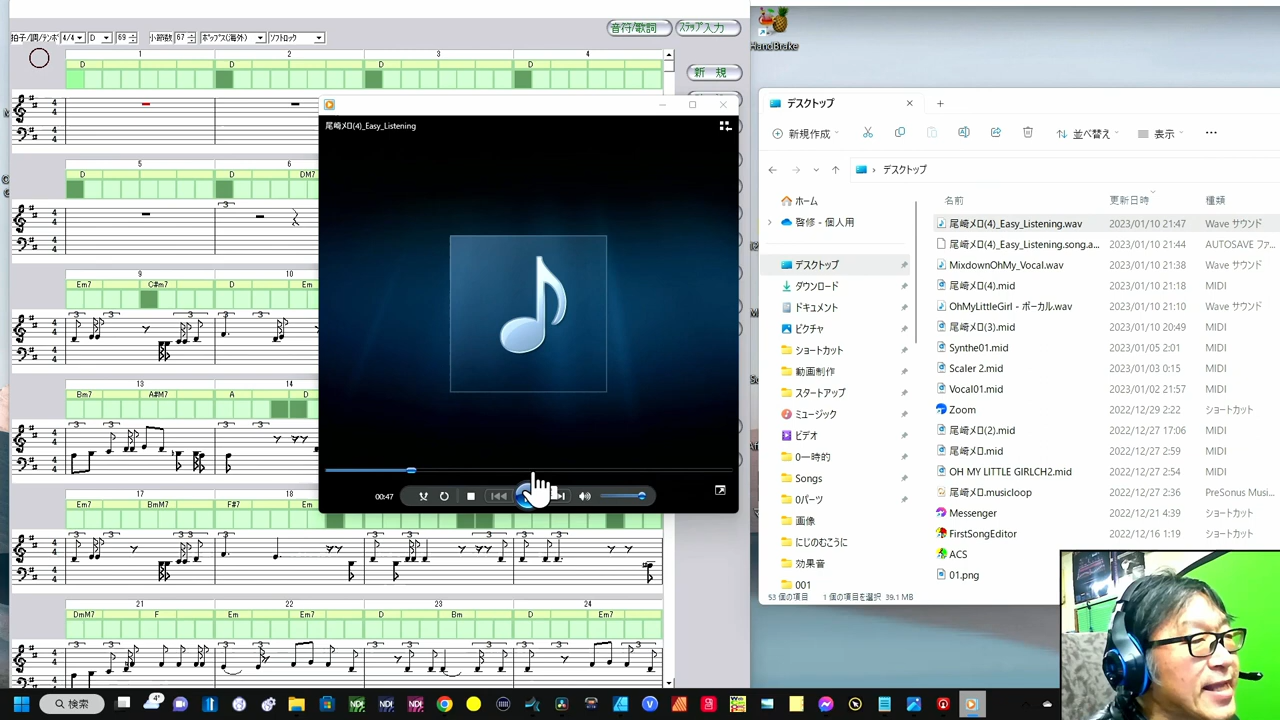 音符/歌詞
ステップ入力
拍子/テンポ 4/4 D 69 小節数 67 ポップス(海外) ソフトロック
新 規
1 2 3 4
D D D D
5 6
D D DM7
3
9 10
Em7 C#m7 D Em
13 14
Bm7 A#M7 A D
17 18
Em7 Bm7 F#7 Em
21 22 23 24
DmM7 F Em Em7 D Bm D Em7
尾崎メロ(4)_Easy_Listening
00:47
HandBrake
デスクトップ
新規作成
並べ替え
表示
デスクトップ
ホーム
啓修 - 個人用
デスクトップ
ダウンロード
ドキュメント
ピクチャ
ショートカット
動画制作
スタートアップ
ミュージック
ビデオ
0一時的
Songs
0パーツ
画像
にじのむこうに
効果音
001
名前 更新日時 種類
尾崎メロ(4)_Easy_Listening.wav 2023/01/10 21:47 Wave サウンド
尾崎メロ(4)_Easy_Listening.song.a... 2023/01/10 21:44 AUTOSAVE ファ...
MixdownOhMy_Vocal.wav 2023/01/10 21:38 Wave サウンド
尾崎メロ(4).mid 2023/01/10 21:18 MIDI
OhMyLittleGirl - ボーカル.wav 2023/01/10 21:10 Wave サウンド
尾崎メロ(3).mid 2023/01/10 20:49 MIDI
Synthe01.mid 2023/01/05 2:01 MIDI
Scaler 2.mid 2023/01/03 0:15 MIDI
Vocal01.mid 2023/01/02 21:57 MIDI
Zoom 2022/12/29 2:22 ショートカット
尾崎メロ(2).mid 2022/12/27 17:06 MIDI
尾崎メロ.mid 2022/12/27 2:59 MIDI
OH MY LITTLE GIRLCH2.mid 2022/12/27 2:54 MIDI
尾崎メロ.musicloop 2022/12/27 2:36 PreSonus Musi...
Messenger 2022/12/21 4:39 ショートカット
FirstSongEditor 2022/12/16 1:19 ショートカット
ACS
01.png
53 個の項目 1 個の項目を選択 39.1 MB
検索
4°